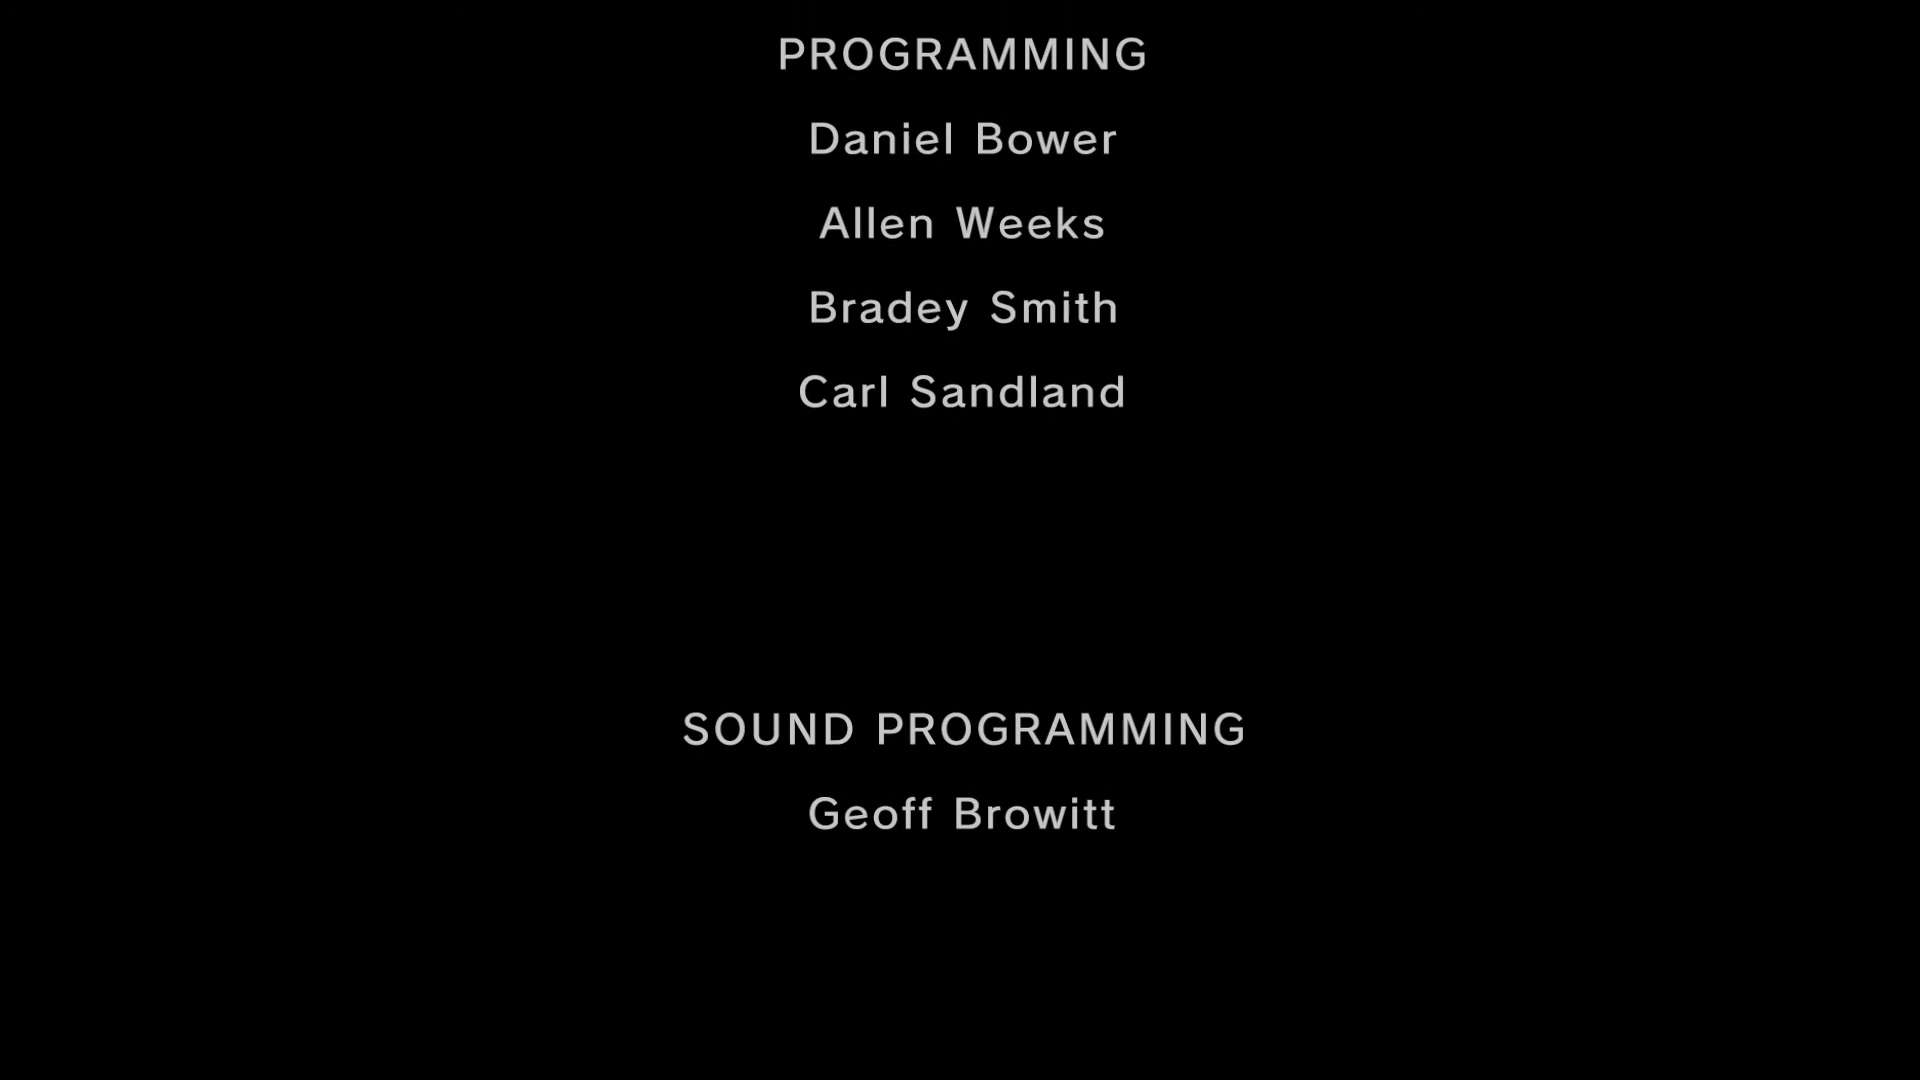 PROGRAMMING
Daniel Bower
Allen Weeks
Bradey Smith
Carl Sandland
SOUND PROGRAMMING
Geoff Browitt